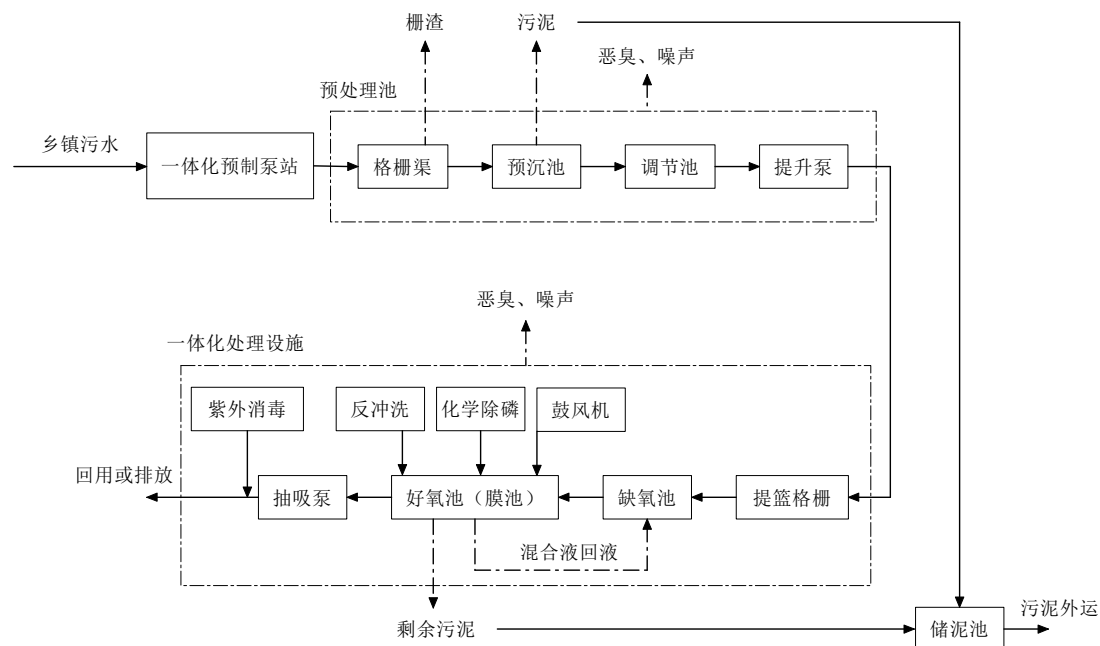 栅渣
污泥
恶臭、噪声
预处理池
乡镇污水
一体化预制泵站
格栅渠
预沉池
调节池
提升泵
恶臭、噪声
一体化处理设施
紫外消毒
反冲洗
化学除磷
鼓风机
回用或排放
抽吸泵
好氧池（膜池）
缺氧池
提篮格栅
混合液回液
剩余污泥
储泥池
污泥外运